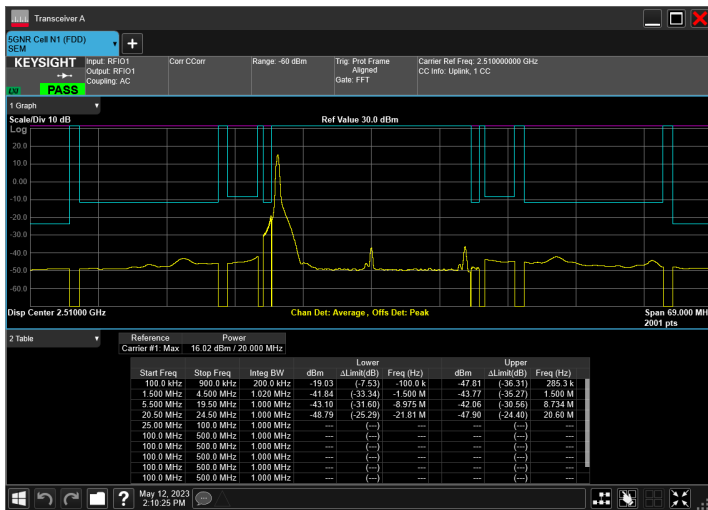 Transceiver A
5GNR Cell N1 (FDD)
SEM
KEYSIGHT
PASS
Input: RFIO1
Output: RFIO1
Coupling: AC
Corr CCorr
Range: -60 dBm
Trig: Prot Frame
Aligned
Gate: FFT
Carrier Ref Freq: 2.510000000 GHz
CC Info: Uplink, 1 CC
1 Graph
Scale/Div 10 dB Ref Value 30.0 dBm
Log
20.0
10.0
0.00
-10.0
-20.0
-30.0
-40.0
-50.0
-60.0
Disp Center 2.51000 GHz Chan Det: Average, Offs Det: Peak Span 69.000 MH
2001 pts
2 Table
Reference Power
Carrier #1: Max 16.02 dBm / 20.000 MHz
Lower Upper
Start Freq Stop Freq Integ BW dBm ΔLimit(dB) Freq (Hz) dBm ΔLimit(dB) Freq (Hz)
100.0 kHz 900.0 kHz 200.0 kHz -19.03 (-7.53) -100.0 k -47.81 (-36.31) 285.3 k
1.500 MHz 4.500 MHz 1.020 MHz -41.84 (-33.34) -1.500 M -43.77 (-35.27) 1.500 M
5.500 MHz 19.50 MHz 1.000 MHz -43.10 (-31.60) -8.975 M -42.06 (-30.56) 8.734 M
20.50 MHz 24.50 MHz 1.000 MHz -48.79 (-25.29) -21.81 M -47.90 (-24.40) 20.60 M
25.00 MHz 100.0 kHz 1.000 MHz --- (---) --- --- (---) ---
100.0 kHz 500.0 kHz 1.000 MHz --- (---) --- --- (---) ---
100.0 kHz 500.0 kHz 1.000 MHz --- (---) --- --- (---) ---
100.0 kHz 500.0 kHz 1.000 MHz --- (---) --- --- (---) ---
100.0 kHz 500.0 kHz 1.000 MHz --- (---) --- --- (---) ---
100.0 kHz 500.0 kHz 1.000 MHz --- (---) --- --- (---) ---
May 12, 2023
2:10:25 PM